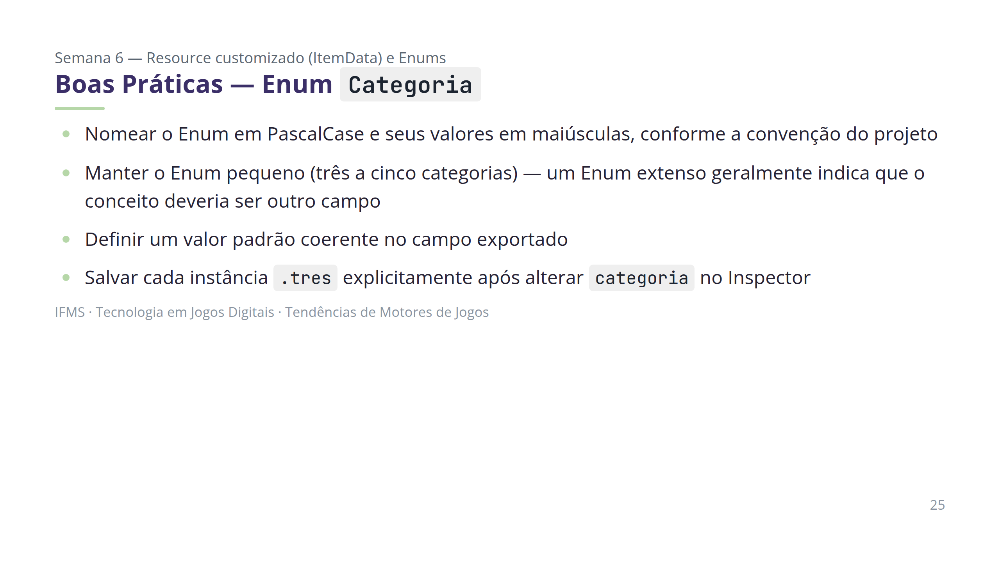 Semana 6 — Resource customizado (ItemData) e Enums
Boas Práticas — Enum Categoria
Nomear o Enum em PascalCase e seus valores em maiúsculas, conforme a convenção do projeto
Manter o Enum pequeno (três a cinco categorias) — um Enum extenso geralmente indica que o
conceito deveria ser outro campo
Definir um valor padrão coerente no campo exportado
Salvar cada instância .tres explicitamente após alterar categoria no Inspector
IFMS · Tecnologia em Jogos Digitais · Tendências de Motores de Jogos
25